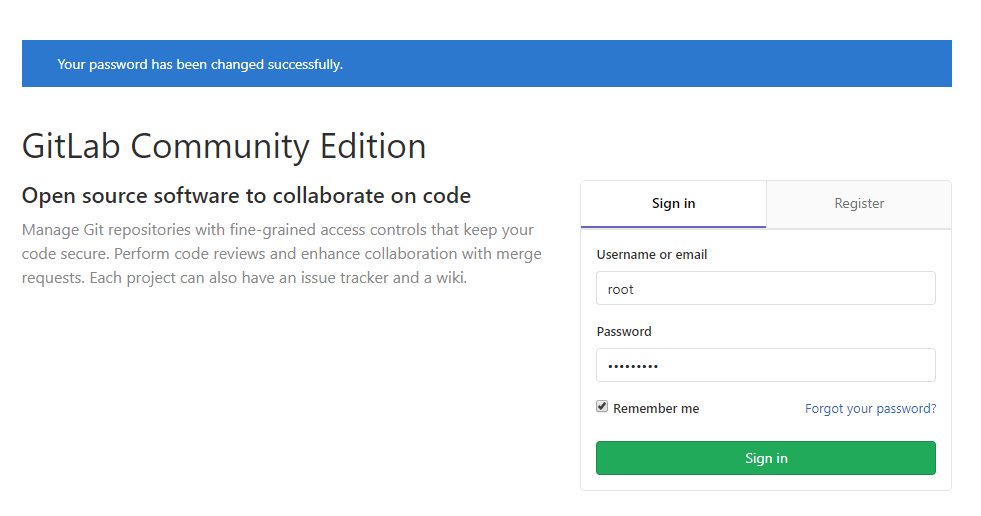 Your password has been changed successfully.
GitLab Community Edition
Open source software to collaborate on code
Manage Git repositories with fine-grained access controls that keep your
code secure. Perform code reviews and enhance collaboration with merge
requests. Each project can also have an issue tracker and a wiki.
Sign in
Register
Username or email
root
Password
•••••••••
Remember me
Forgot your password?
Sign in